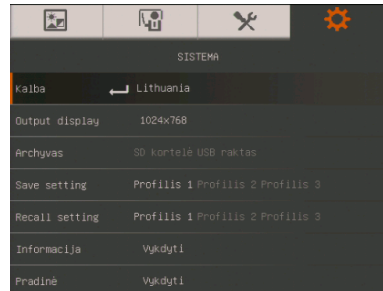 SISTEMA
Kalba Lithuania
Output display 1024x768
Archyvas SD kortelė USB raktas
Save setting Profilis 1 Profilis 2 Profilis 3
Recall setting Profilis 1 Profilis 2 Profilis 3
Informacija Vykdyti
Pradinė Vykdyti